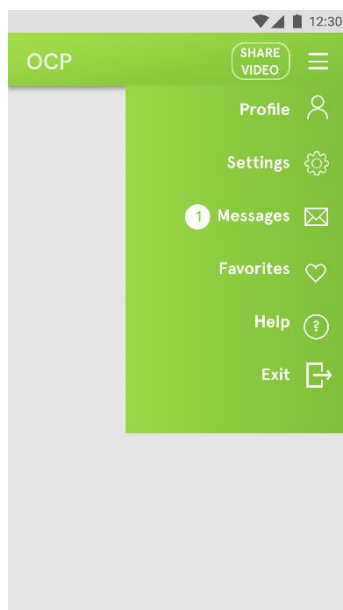 12:30
OCP
SHARE
VIDEO
Profile
Settings
1 Messages
Favorites
Help
?
Exit